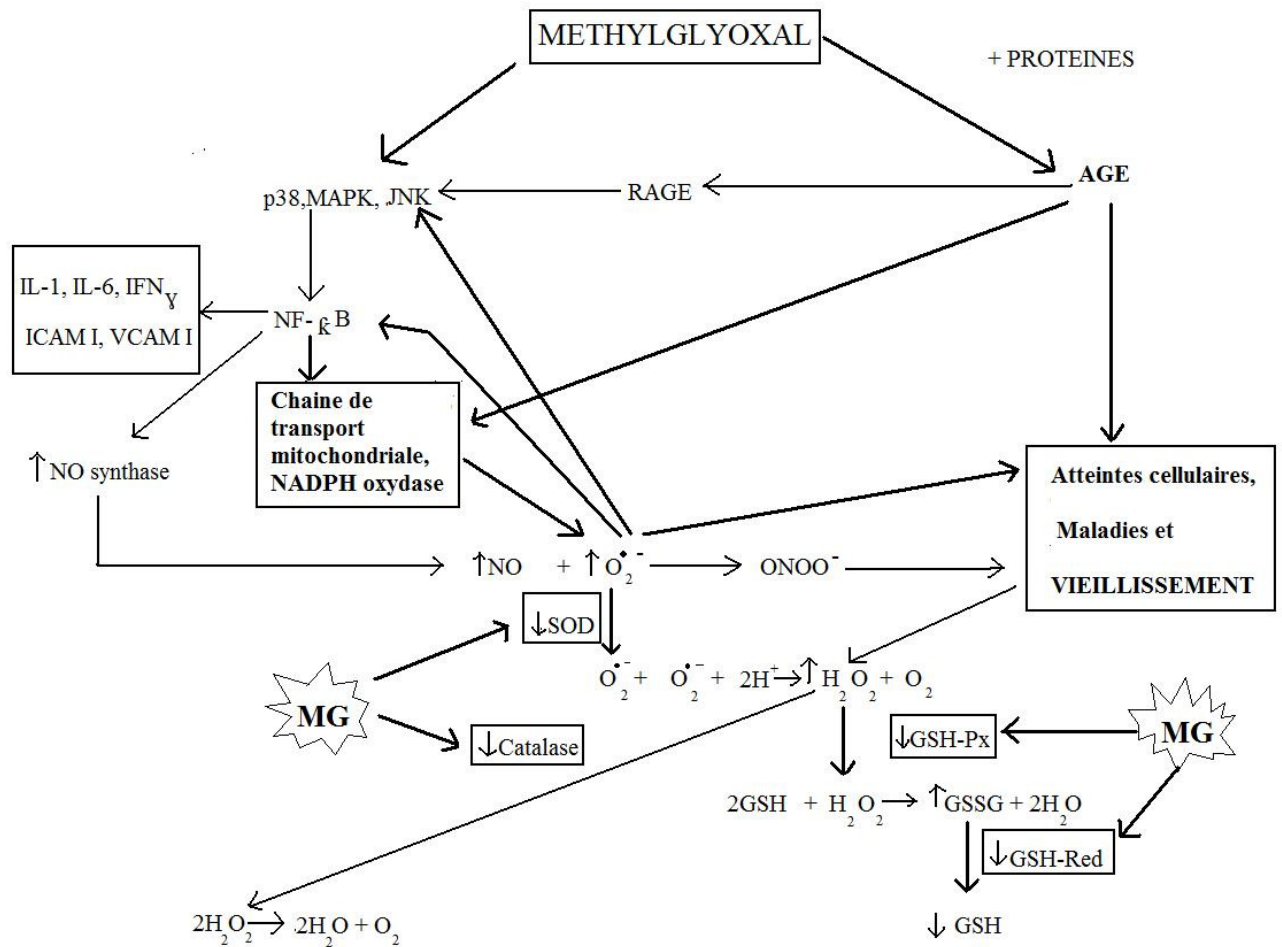 METHYLGLYOXAL
+ PROTEINES
AGE
RAGE
p38,MAPK, JNK
IL-1, IL-6, IFNɣ
ICAM I, VCAM I
NF-kB
Chaine de
transport
mitochondriale,
NADPH oxydase
↑NO synthase
Atteintes cellulaires,
Maladies et
VIEILLISSEMENT
↑NO + ↑O₂•⁻ → ONOO⁻
↓SOD
O₂•⁻ + O₂•⁻ + 2H⁺ → ↑H₂O₂ + O₂
MG
↓Catalase
↓GSH-Px
MG
2GSH + H₂O₂ → ↑GSSG + 2H₂O
↓GSH-Red
2H₂O₂ → 2H₂O + O₂
↓ GSH